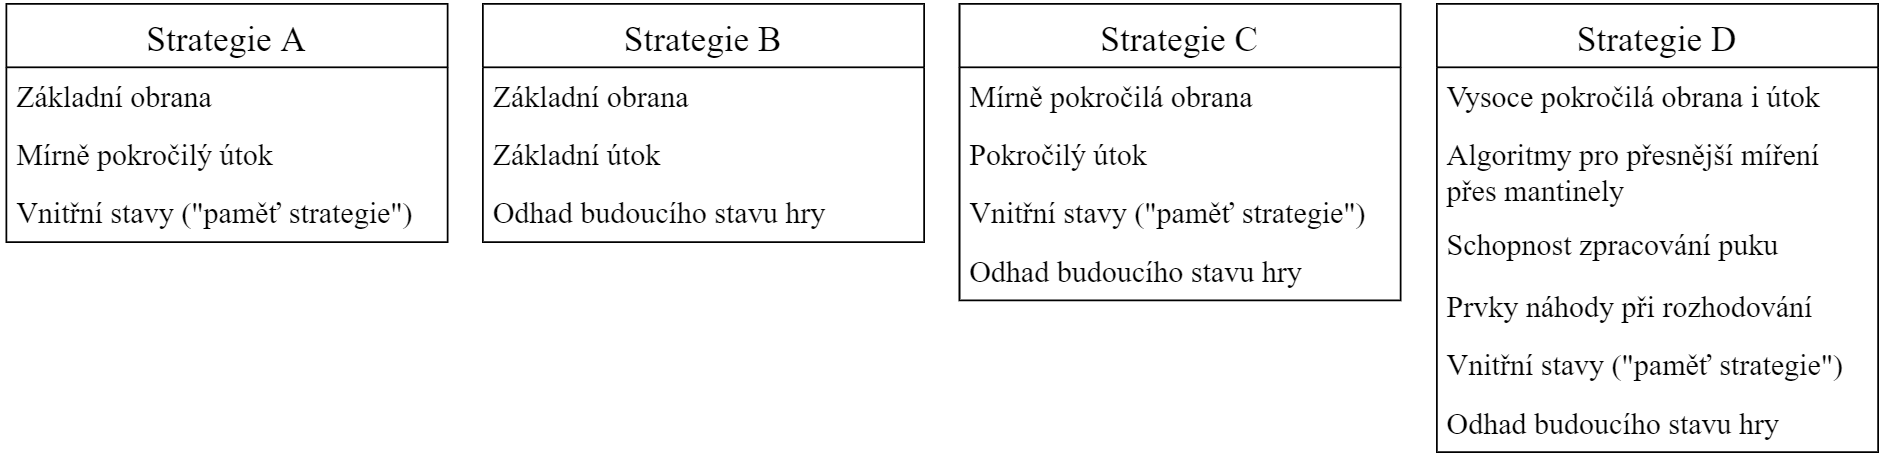 Strategie A
Základní obrana
Mírně pokročilý útok
Vnitřní stavy ("paměť strategie")
Strategie B
Základní obrana
Základní útok
Odhad budoucího stavu hry
Strategie C
Mírně pokročilá obrana
Pokročilý útok
Vnitřní stavy ("paměť strategie")
Odhad budoucího stavu hry
Strategie D
Vysoce pokročilá obrana i útok
Algoritmy pro přesnější míření
přes mantinely
Schopnost zpracování puku
Prvky náhody při rozhodování
Vnitřní stavy ("paměť strategie")
Odhad budoucího stavu hry